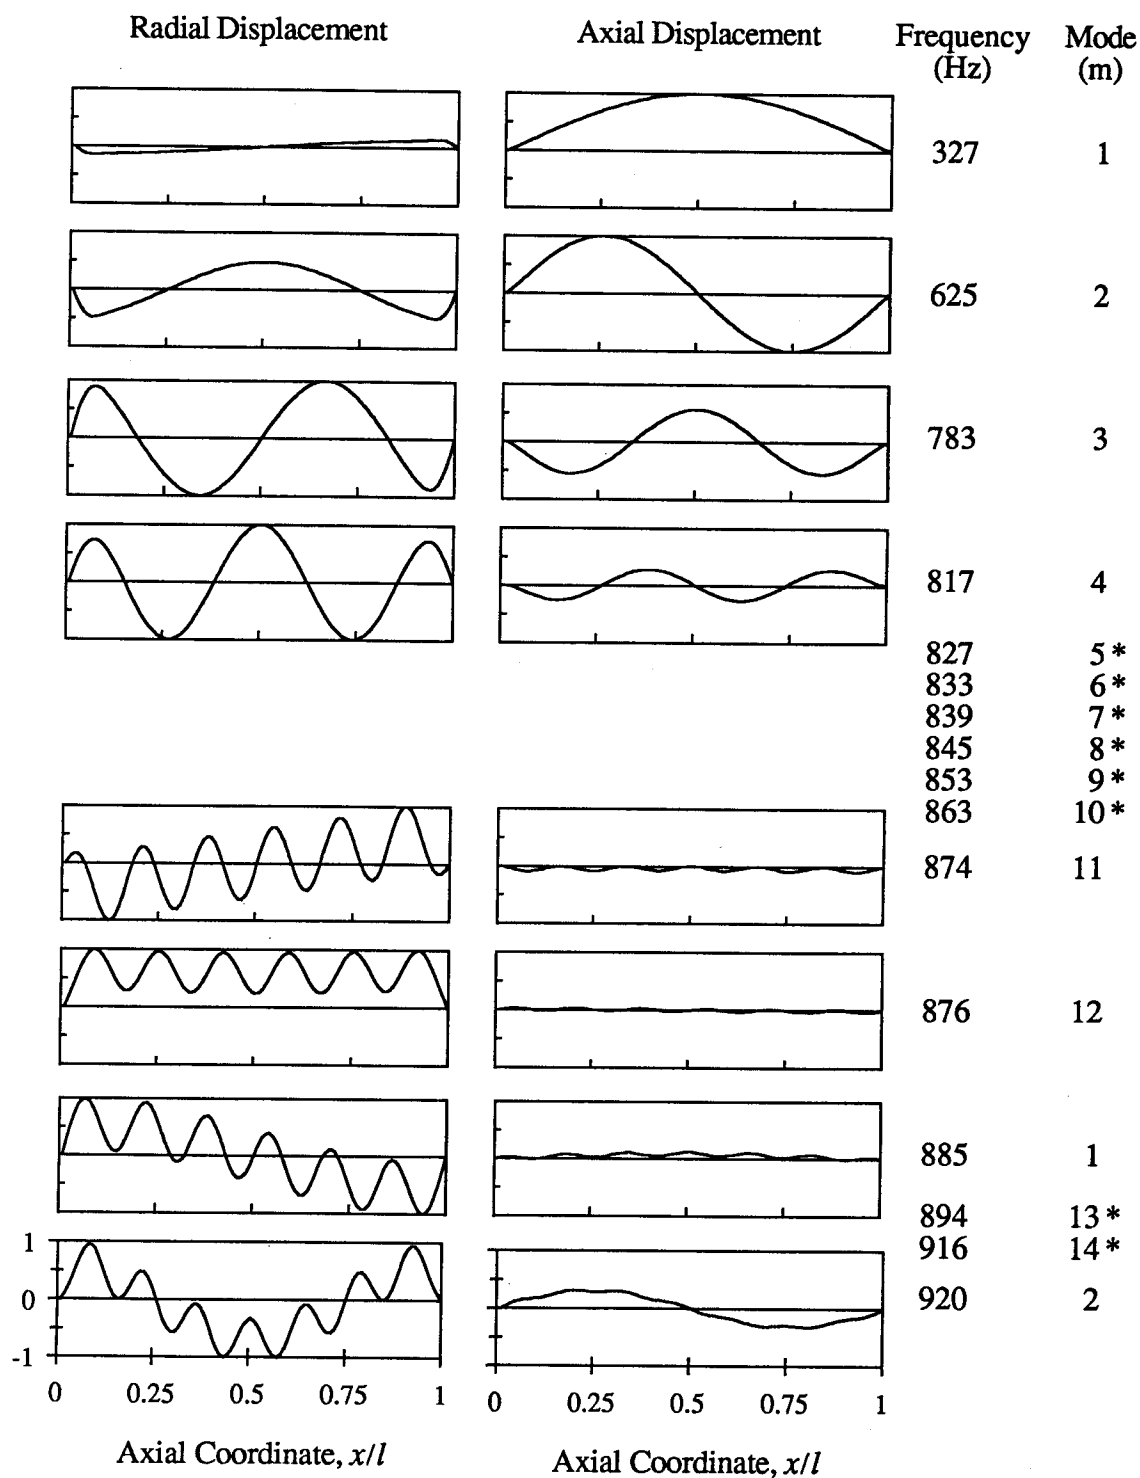 Radial Displacement Axial Displacement Frequency (Hz) Mode (m)
327 1
625 2
783 3
817 4
827 5 *
833 6 *
839 7 *
845 8 *
853 9 *
863 10 *
874 11
876 12
885 1
894 13 *
916 14 *
920 2
1
0
-1
0 0.25 0.5 0.75 1 0 0.25 0.5 0.75 1
Axial Coordinate, x/l Axial Coordinate, x/l